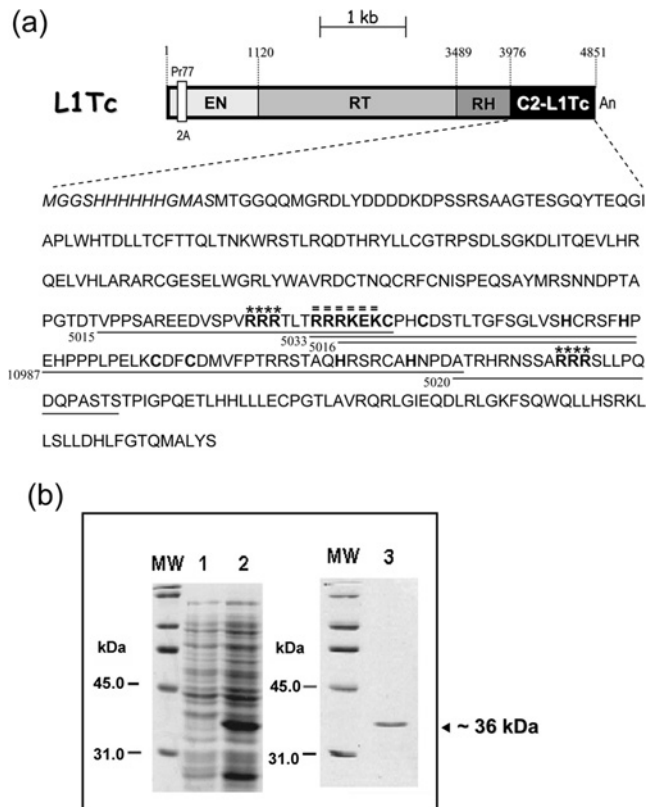 (a)
1 kb
1 1120 3489 3976 4851
Pr77
L1Tc EN RT RH C2-L1Tc An
2A
MGGSHHHHHHGMASMTGGQQMGRDLYDDDDKDPSSRSAAGTESGQYTEQGI
APLWHTDLLTCFTTQLTNKWRSTLRQDTHRYLLCGTRPSDLSGKDLITQEVLHR
QELVHLARARCGESELWGRLYWAVRDCTNQCRFCNISPEQSAYMRSNNDPTA
**** ======
PGTDTVPPSAREEDVSPVRRRTLTRRRKEKCPHCDSTLTGFSGLVSHCRSFHP
5015 5033 5016
EHPPPLPELKCDFCDMVFPTRRSTAQHRSRCAHNPDATRHRNSSARRRSLLPQ
****
10987 5020
DQPASTSTPIGPQETLHHLLLECPGTLAVRQRLGIEQDLRLGKFSQWQLLHSRKL
LSLLDHLFGTQMALYS
(b)
MW 1 2 MW 3
kDa kDa
45.0 45.0
~ 36 kDa
31.0 31.0